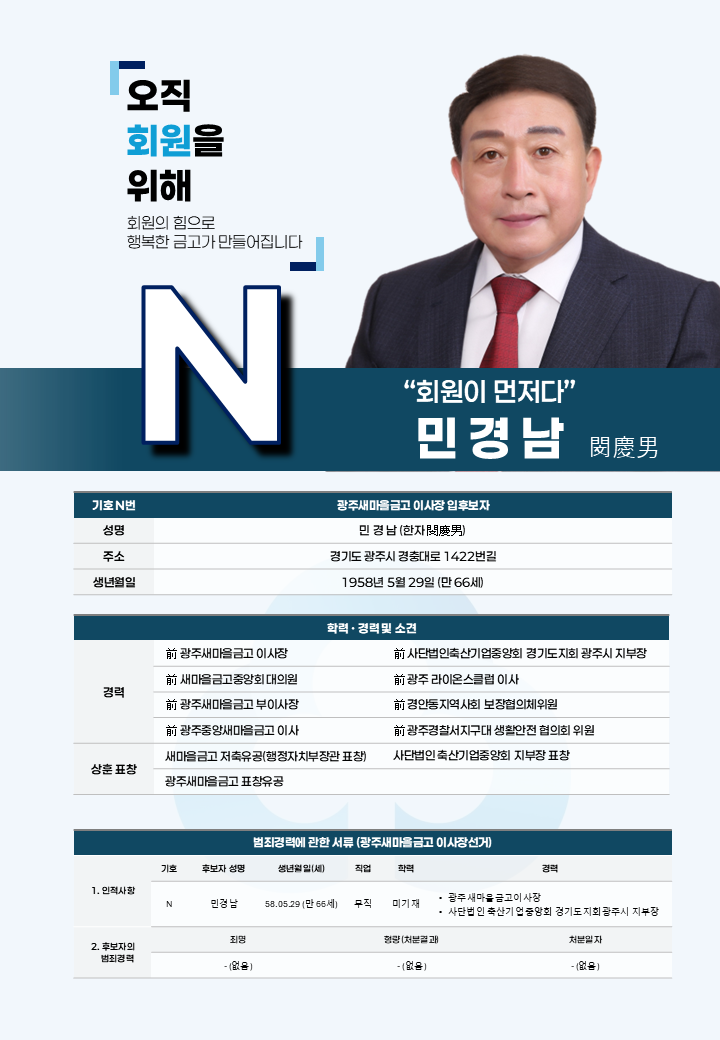 오직
회원을
위해
회원의 힘으로
행복한 금고가 만들어집니다
N
“회원이 먼저다”
민경남 閔慶男
기호 N번 광주새마을금고 이사장 입후보자
성명 민 경 남 (한자 閔慶男)
주소 경기도 광주시 경충대로 1422번길
생년월일 1958년 5월 29일 (만 66세)
학력 · 경력 및 소견
경력
前 광주새마을금고 이사장 前 사단법인축산기업중앙회 경기도지회 광주시 지부장
前 새마을금고중앙회 대의원 前 광주 라이온스클럽 이사
前 광주새마을금고 부이사장 前 경안동지역사회 보장협의체위원
前 광주중앙새마을금고 이사 前 광주경찰서지구대 생활안전 협의회 위원
상훈 표창
새마을금고 저축유공(행정자치부장관 표창) 사단법인 축산기업중앙회 지부장 표창
광주새마을금고 표창유공
범죄경력에 관한 서류 (광주새마을금고 이사장선거)
1. 인적사항
기호 후보자 성명 생년월일(세) 직업 학력 경력
N 민경남 58.05.29 (만 66세) 무직 미기재
• 광주새마을금고이사장
• 사단법인 축산기업중앙회 경기도지회광주시 지부장
2. 후보자의
범죄경력
죄명 형량(처분결과) 처분일자
- (없음) - (없음) - (없음)